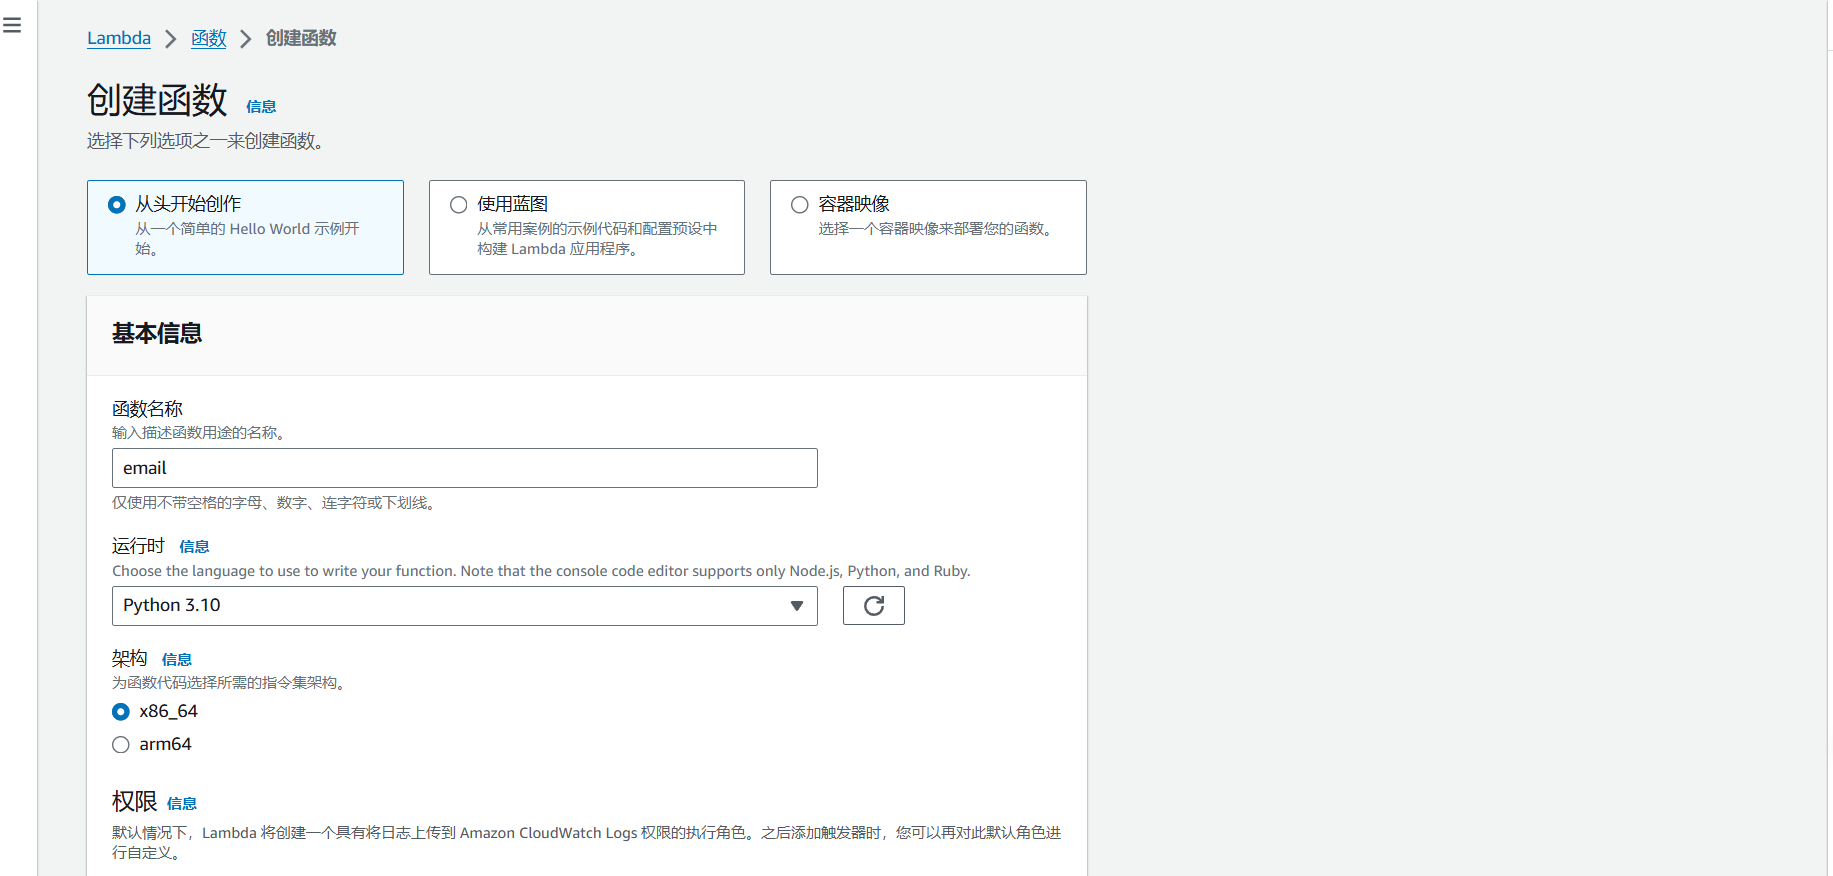 Lambda > 函数 > 创建函数
创建函数 信息
选择下列选项之一来创建函数。
从头开始创作
从一个简单的 Hello World 示例开
始。
使用蓝图
从常用案例的示例代码和配置预设中
构建 Lambda 应用程序。
容器映像
选择一个容器映像来部署您的函数。
基本信息
函数名称
输入描述函数用途的名称。
email
仅使用不带空格的字母、数字、连字符或下划线。
运行时 信息
Choose the language to use to write your function. Note that the console code editor supports only Node.js, Python, and Ruby.
Python 3.10
架构 信息
为函数代码选择所需的指令集架构。
x86_64
arm64
权限 信息
默认情况下，Lambda 将创建一个具有将日志上传到 Amazon CloudWatch Logs 权限的执行角色。之后添加触发器时，您可以再对此默认角色进
行自定义。